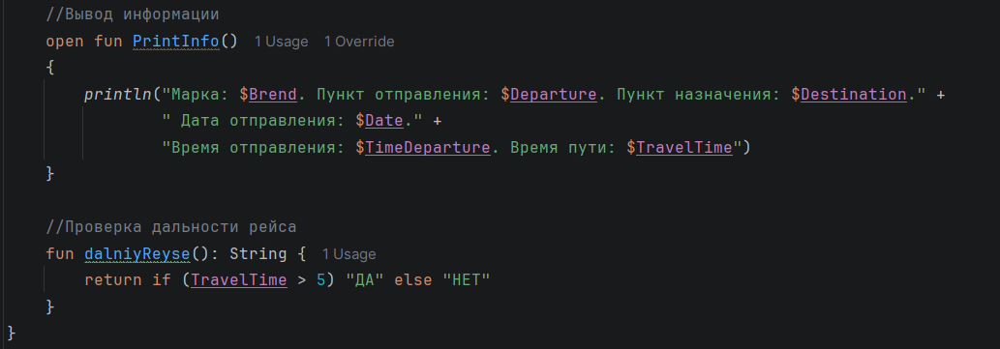 //Вывод информации
open fun PrintInfo() 1 Usage 1 Override
{
println("Марка: $Brend. Пункт отправления: $Departure. Пункт назначения: $Destination." +
" Дата отправления: $Date." +
"Время отправления: $TimeDeparture. Время пути: $TravelTime")
}
//Проверка дальности рейса
fun dalniyReyse(): String { 1 Usage
return if (TravelTime > 5) "ДА" else "НЕТ"
}
}